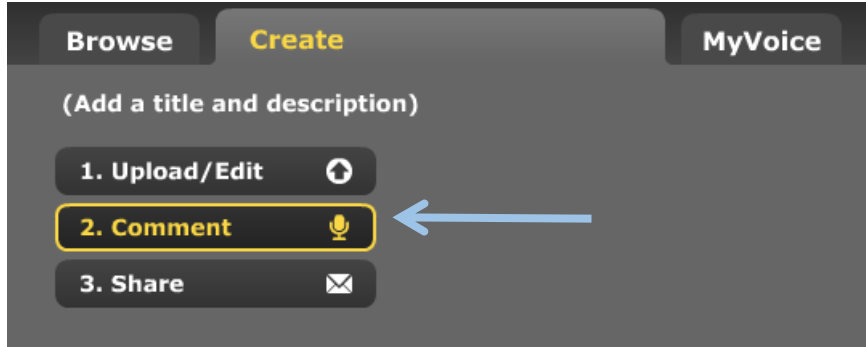 Browse Create MyVoice
(Add a title and description)
1. Upload/Edit
2. Comment
3. Share